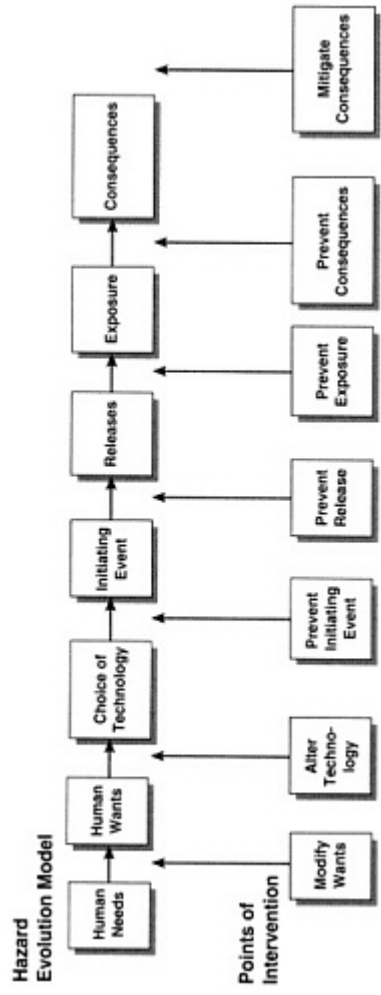 Hazard
Evolution Model
Human
Needs
Human
Wants
Choice of
Technology
Initiating
Event
Releases
Exposure
Consequences
Points of
Intervention
Modify
Wants
Alter
Techno-
logy
Prevent
Initiating
Event
Prevent
Release
Prevent
Exposure
Prevent
Consequences
Mitigate
Consequences